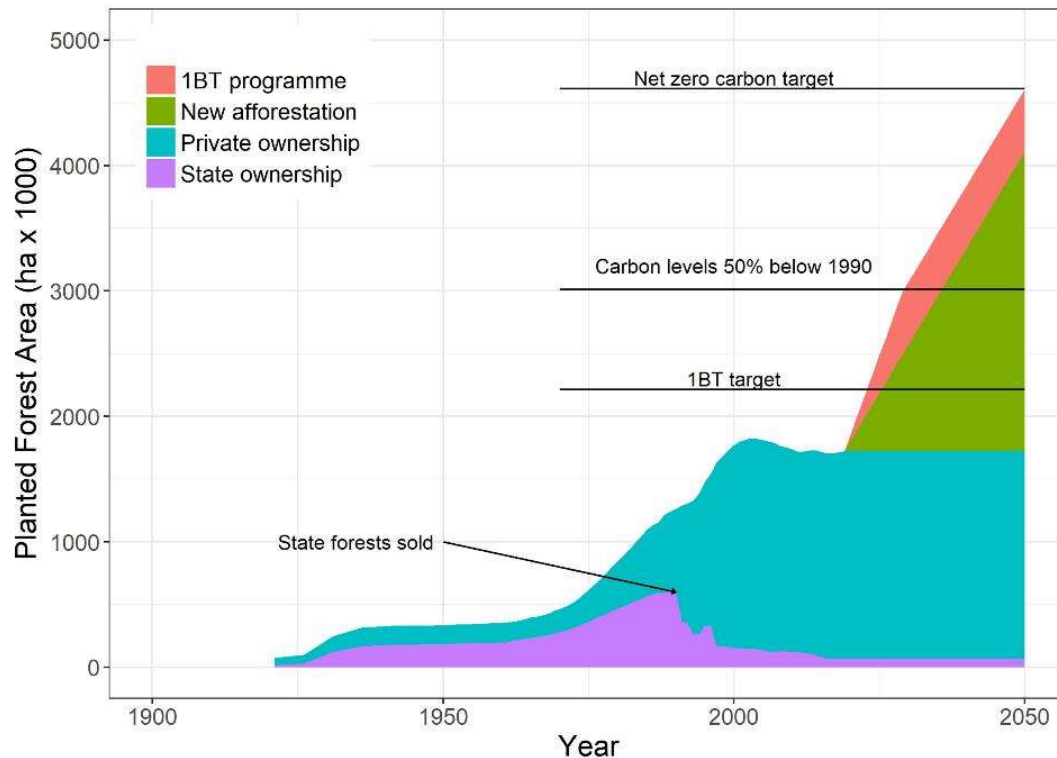 5000
4000
3000
2000
1000
0
Planted Forest Area (ha x 1000)
1BT programme
New afforestation
Private ownership
State ownership
Net zero carbon target
Carbon levels 50% below 1990
1BT target
State forests sold
1900
1950
2000
2050
Year